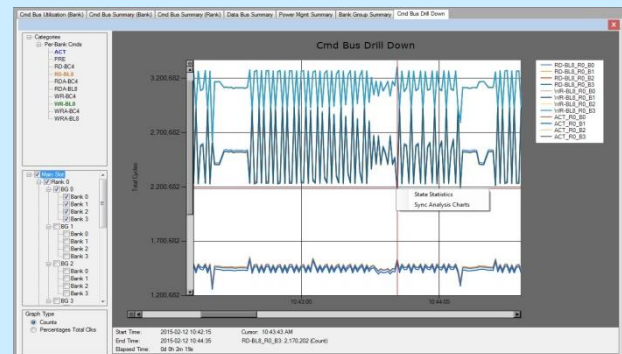 Cmd Bus Utilisation (Bank) Cmd Bus Summary (Bank) Cmd Bus Summary (Rank) Data Bus Summary Power Mgmt Summary Bank Group Summary Cmd Bus Drill Down
Categories
Per-Bank Cmds
ACT
PRE
RD-BC4
RD-BL8
RDA-BC4
RDA-BL8
WR-BC4
WR-BL8
WRA-BC4
WRA-BL8
Main Slot
Rank 0
BG 0
Bank 0
Bank 1
Bank 2
Bank 3
BG 1
Bank 0
Bank 1
Bank 2
Bank 3
BG 2
Bank 0
Bank 1
Bank 2
Bank 3
BG 3
Graph Type
Counts
Percentages Total Clks
Cmd Bus Drill Down
Total Cycles
3,200,682
2,700,682
2,200,682
1,700,682
1,200,682
10:42:00
10:44:00
State Statistics
Sync Analysis Charts
RD-BL8_R0_B0
RD-BL8_R0_B1
RD-BL8_R0_B2
RD-BL8_R0_B3
WR-BL8_R0_B0
WR-BL8_R0_B1
WR-BL8_R0_B2
WR-BL8_R0_B3
ACT_R0_B0
ACT_R0_B1
ACT_R0_B2
ACT_R0_B3
Start Time: 2015-02-12 10:42:15 Cursor: 10:43:43 AM
End Time: 2015-02-12 10:44:35 RD-BL8_R0_B3: 2,170,202 (Count)
Elapsed Time: 0d 0h 2m 19s